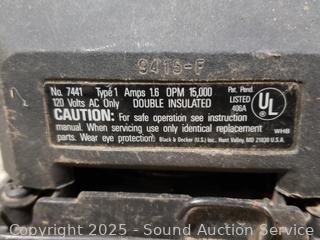 9419-F
No. 7441 Type 1 Amps 1.6 OPM 15,000
120 Volts AC Only DOUBLE INSULATED
Pat. Pend.
LISTED
406A
UL
CAUTION: For safe operation see instruction
manual. When servicing use only identical replacement
parts. Wear eye protection.
WHB
Black & Decker (U.S.) Inc., Hunt Valley, MD 21030 U.S.A.
Copyright 2025 - Sound Auction Service